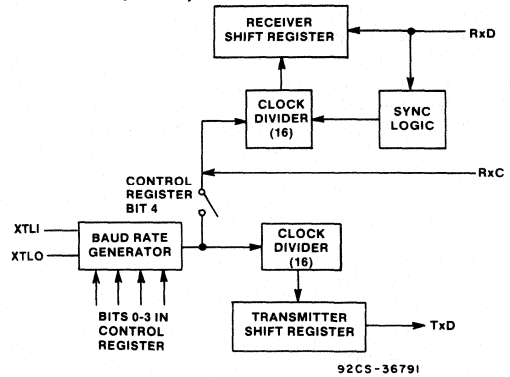 RECEIVER
SHIFT REGISTER
RxD
CLOCK
DIVIDER
(16)
SYNC
LOGIC
RxC
CONTROL
REGISTER
BIT 4
XTLI
XTLO
BAUD RATE
GENERATOR
CLOCK
DIVIDER
(16)
BITS 0-3 IN
CONTROL
REGISTER
TRANSMITTER
SHIFT REGISTER
TxD
92CS-36791